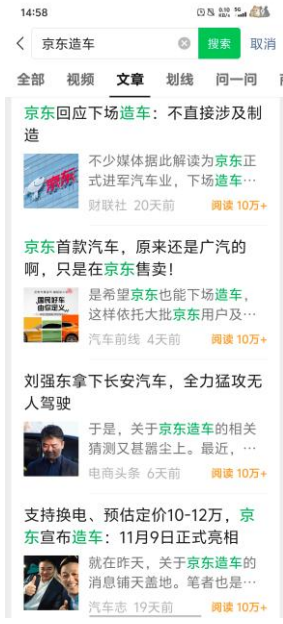 14:58
京东造车
搜索
取消
全部 视频 文章 划线 问一问
京东回应下场造车：不直接涉及制
造
不少媒体据此解读为京东正
式进军汽车业，下场造车…
财联社 20天前 阅读 10万+
京东首款汽车，原来还是广汽的
啊，只是在京东售卖！
国民好车
由你定义
是希望京东也能下场造车，
这样依托大批京东用户及…
汽车前线 4天前 阅读 10万+
刘强东拿下长安汽车，全力猛攻无
人驾驶
于是，关于京东造车的相关
猜测又甚嚣尘上。最近，…
电商头条 6天前 阅读 10万+
支持换电、预估定价10-12万，京
东宣布造车：11月9日正式亮相
就在昨天，关于京东造车的
消息铺天盖地。笔者也是…
汽车志 19天前 阅读 10万+